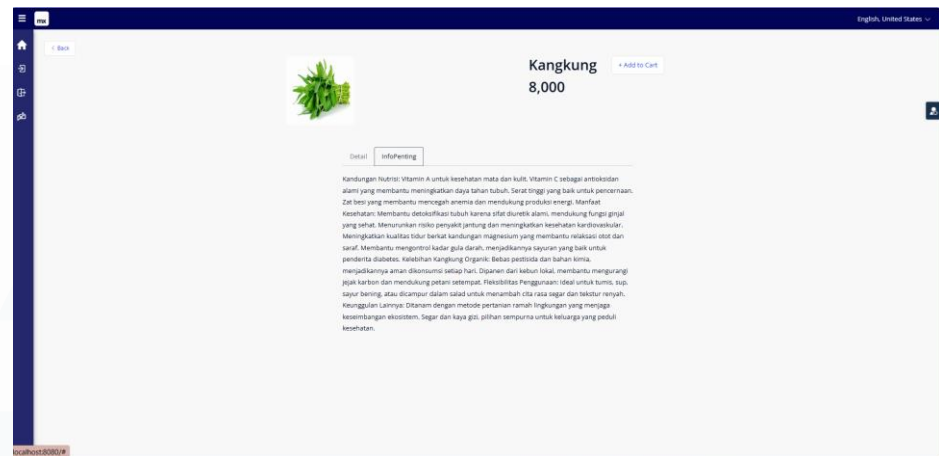 mx
English, United States
< Back
Kangkung
+ Add to Cart
8,000
Detail
InfoPenting
Kandungan Nutrisi: Vitamin A untuk kesehatan mata dan kulit. Vitamin C sebagai antioksidan
alami yang membantu meningkatkan daya tahan tubuh. Serat tinggi yang baik untuk pencernaan.
Zat besi yang membantu mencegah anemia dan mendukung produksi energi. Manfaat
Kesehatan: Membantu detoksifikasi tubuh karena sifat diuretik alami, mendukung fungsi ginjal
yang sehat. Menurunkan risiko penyakit jantung dan meningkatkan kesehatan kardiovaskular.
Meningkatkan kualitas tidur berkat kandungan magnesium yang membantu relaksasi otot dan
saraf. Membantu mengontrol kadar gula darah, menjadikannya sayuran yang baik untuk
penderita diabetes. Kelebihan Kangkung Organik: Bebas pestisida dan bahan kimia,
menjadikannya aman dikonsumsi setiap hari. Dipanen dari kebun lokal, membantu mengurangi
jejak karbon dan mendukung petani setempat. Fleksibilitas Penggunaan: Ideal untuk tumis, sup,
sayur bening, atau dicampur dalam salad untuk menambah cita rasa segar dan tekstur renyah.
Keunggulan Lainnya: Ditanam dengan metode pertanian ramah lingkungan yang menjaga
keseimbangan ekosistem. Segar dan kaya gizi, pilihan sempurna untuk keluarga yang peduli
kesehatan.
localhost:8080/#